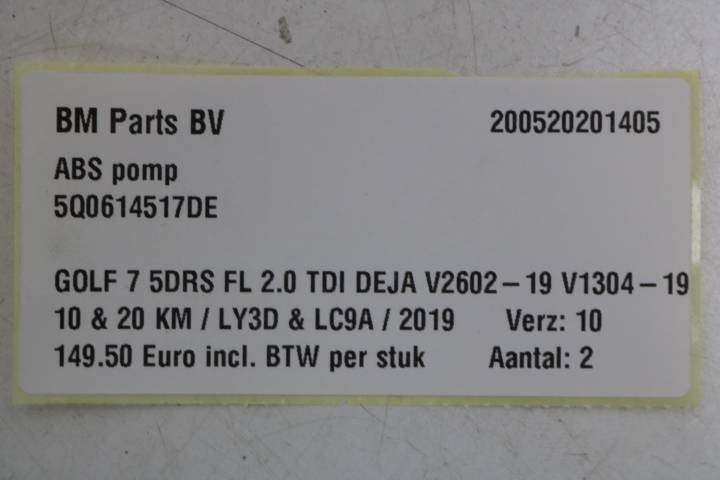 BM Parts BV 200520201405
ABS pomp
5Q0614517DE
GOLF 7 5DRS FL 2.0 TDI DEJA V2602 – 19 V1304 – 19
10 & 20 KM / LY3D & LC9A / 2019 Verz: 10
149.50 Euro incl. BTW per stuk Aantal: 2